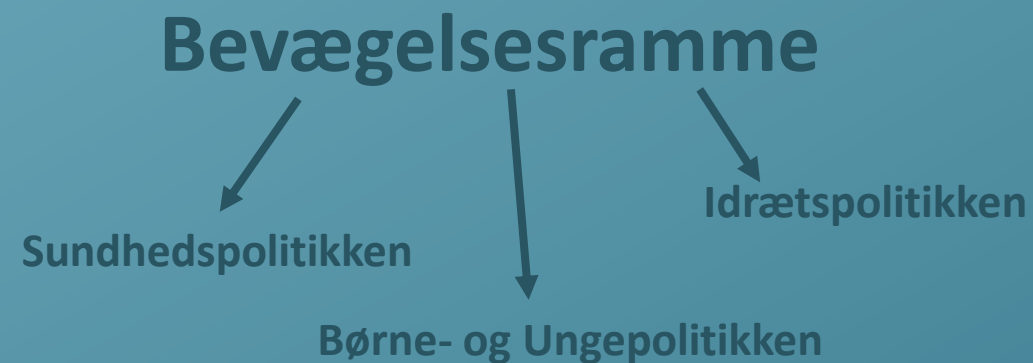 Bevægelsesramme
Idrætspolitikken
Sundhedspolitikken
Børne- og Ungepolitikken